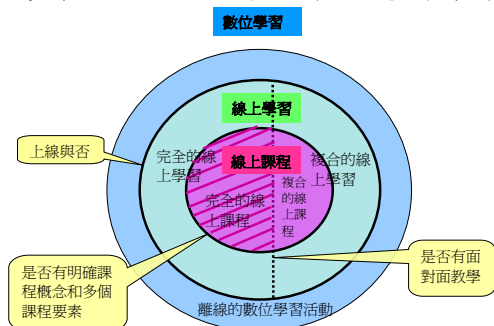 數位學習
線上學習
上線與否
完全的線
上學習
線上課程
複合的線
上學習
完全的線
上課程
複合
的線
上課
程
是否有明確課
程概念和多個
課程要素
是否有面
對面教學
離線的數位學習活動